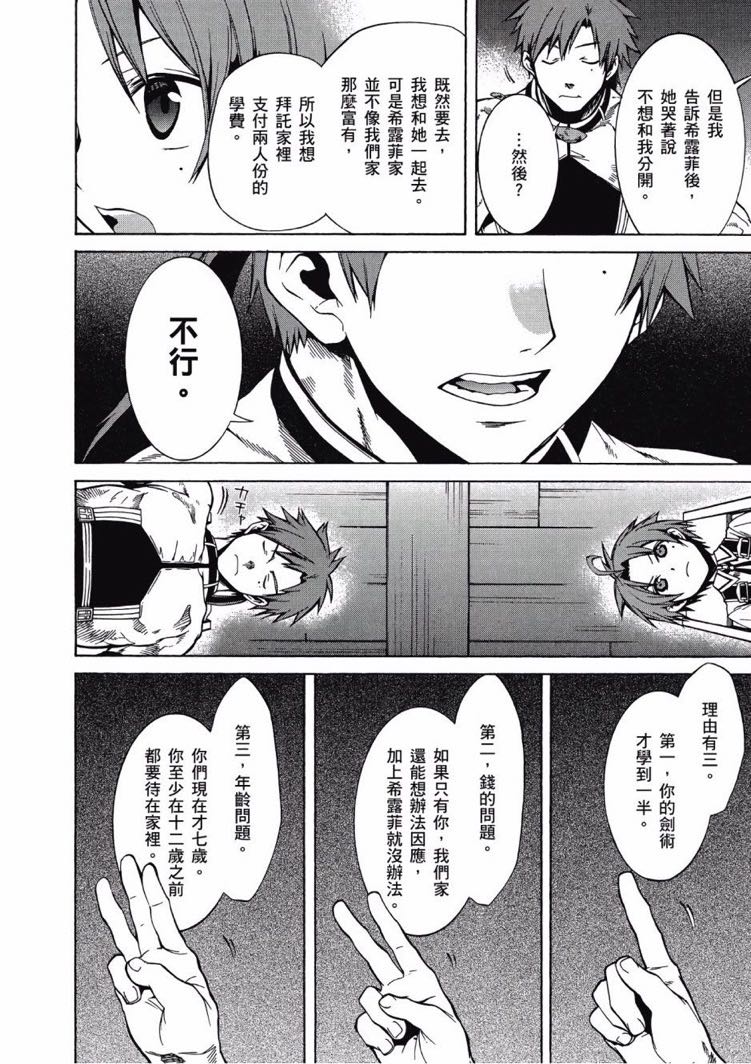 但是我
告訴希露菲後，
她哭著說
不想和我分開。
…然後？
既然要去，
我想和她一起去。
可是希露菲家
並不像我們家
那麼富有，
所以我想
拜託家裡
支付兩人份的
學費。
不行。
カチャ
理由有三。
第一，你的劍術
才學到一半。
第二，錢的問題。
如果只有你，我們家
還能想辦法因應，
加上希露菲就沒辦法。
第三，年齡問題。
你們現在才七歲。
你至少在十二歲之前
都要待在家裡。